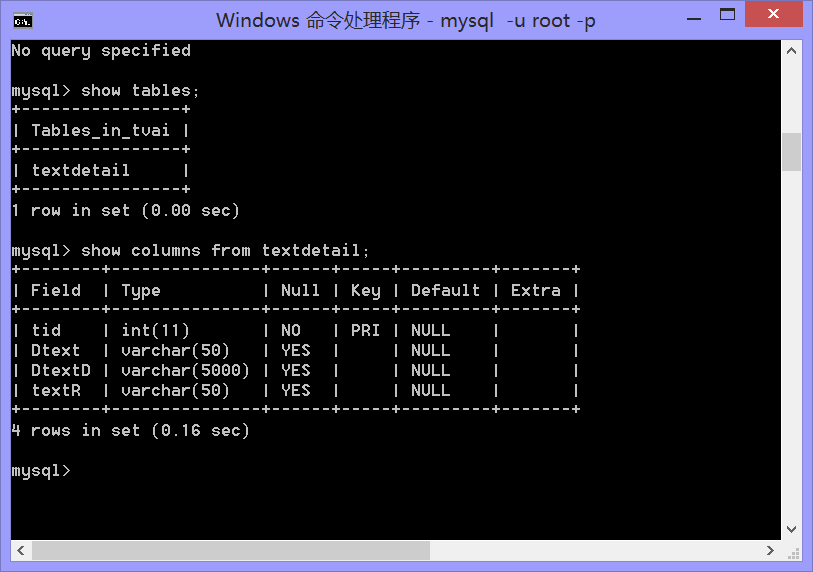 Windows 命令处理程序 - mysql  -u root -p
No query specified
mysql> show tables;
+----------------+
| Tables_in_tvai |
+----------------+
| textdetail     |
+----------------+
1 row in set (0.00 sec)
mysql> show columns from textdetail;
+--------+---------------+------+-----+---------+-------+
| Field  | Type          | Null | Key | Default | Extra |
+--------+---------------+------+-----+---------+-------+
| tid    | int(11)       | NO   | PRI | NULL    |       |
| Dtext  | varchar(50)   | YES  |     | NULL    |       |
| DtextD | varchar(5000) | YES  |     | NULL    |       |
| textR  | varchar(50)   | YES  |     | NULL    |       |
+--------+---------------+------+-----+---------+-------+
4 rows in set (0.16 sec)
mysql>